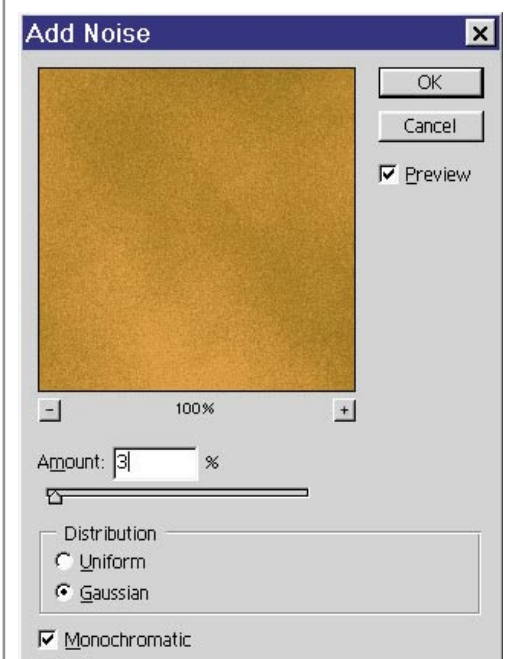 Add Noise
OK
Cancel
Preview
- 100% +
Amount: 3 %
Distribution
Uniform
Gaussian
Monochromatic